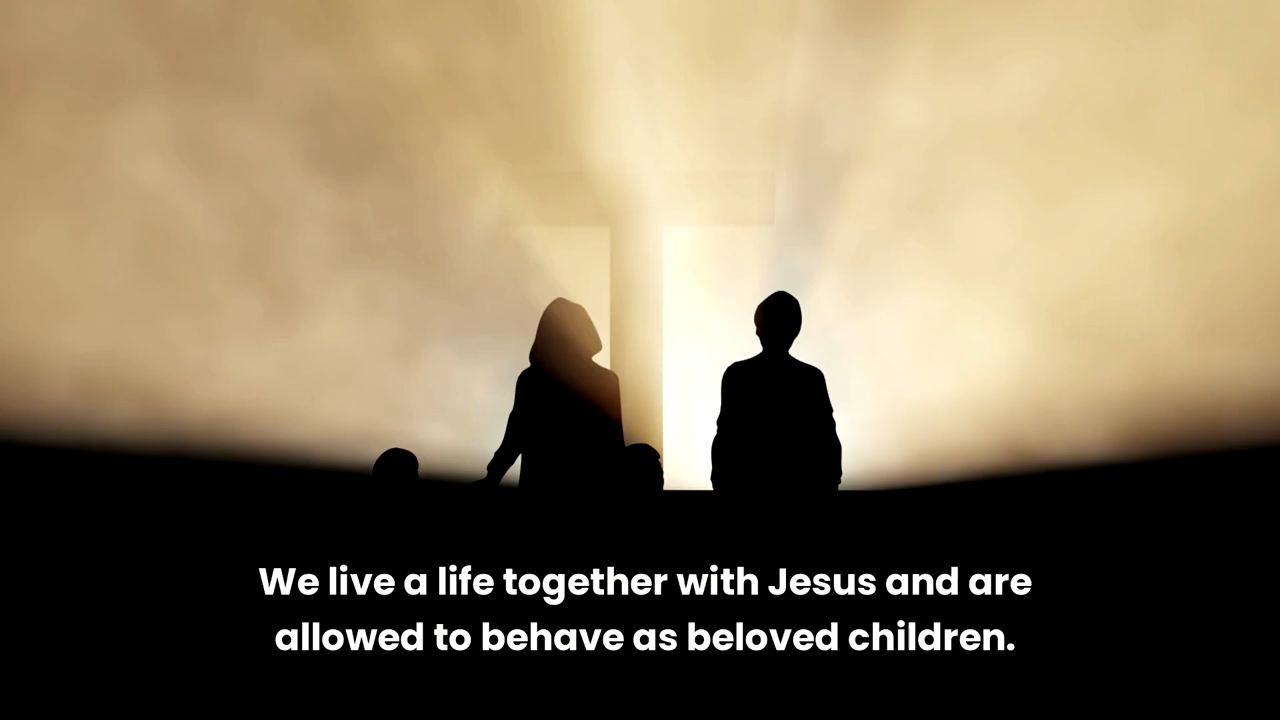 We live a life together with Jesus and are
allowed to behave as beloved children.